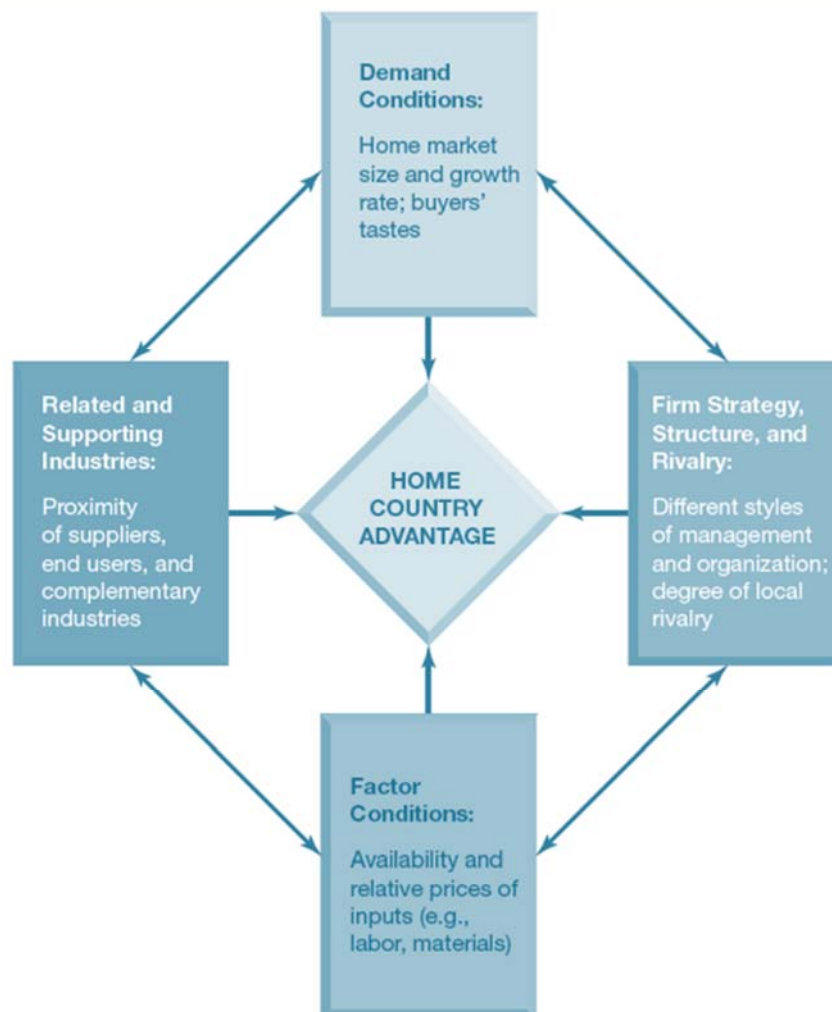 Demand
Conditions:
Home market
size and growth
rate; buyers'
tastes
Related and
Supporting
Industries:
Proximity
of suppliers,
end users, and
complementary
industries
HOME
COUNTRY
ADVANTAGE
Firm Strategy,
Structure, and
Rivalry:
Different styles
of management
and organization;
degree of local
rivalry
Factor
Conditions:
Availability and
relative prices of
inputs (e.g.,
labor, materials)